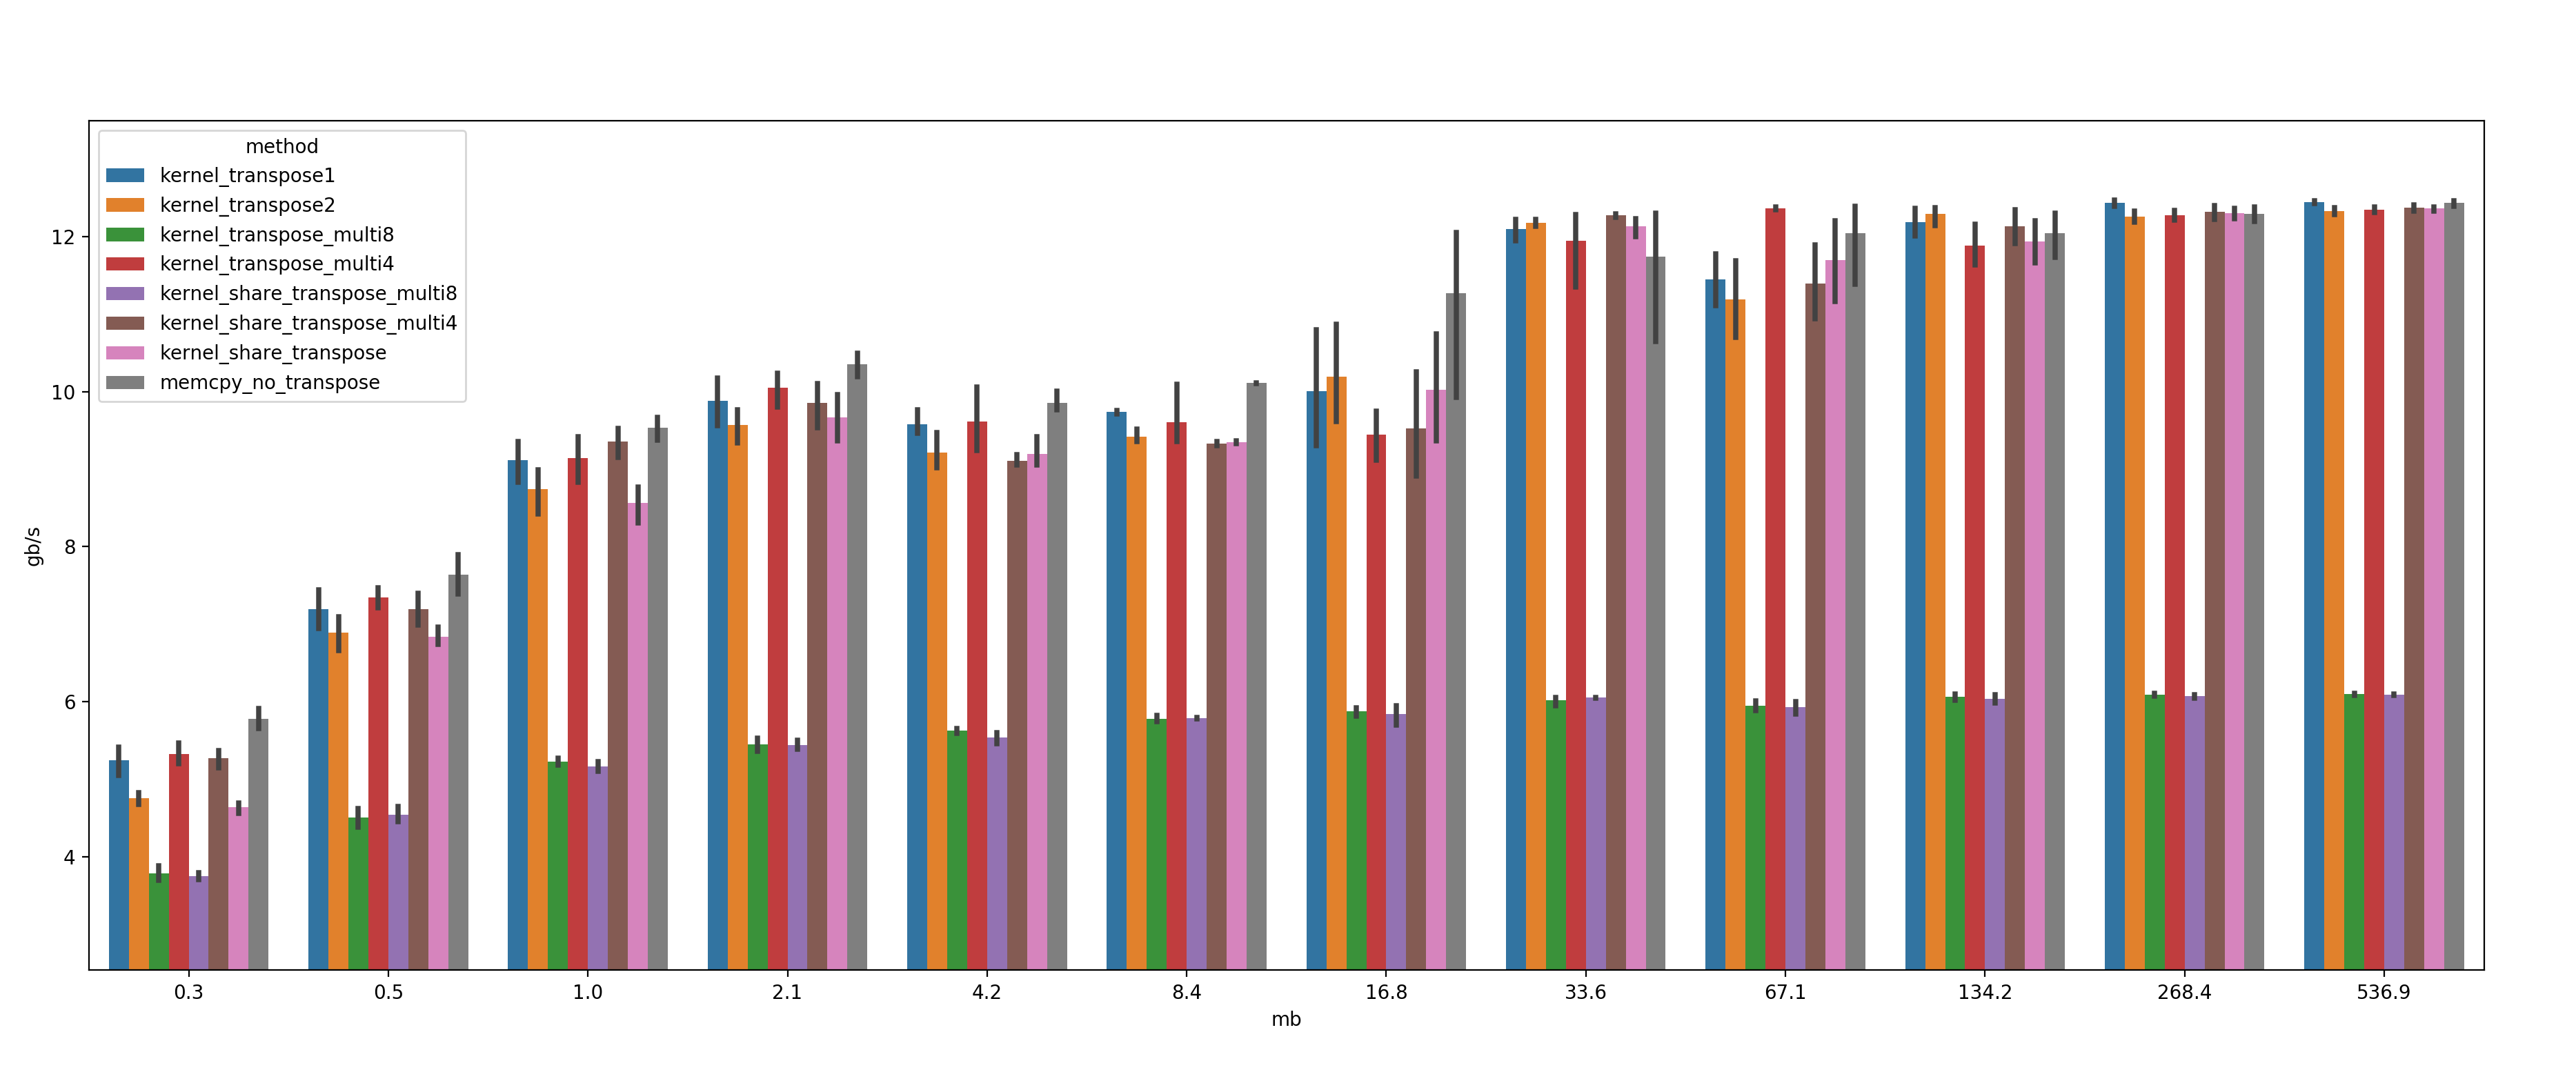 method
kernel_transpose1
kernel_transpose2
kernel_transpose_multi8
kernel_transpose_multi4
kernel_share_transpose_multi8
kernel_share_transpose_multi4
kernel_share_transpose
memcpy_no_transpose
12
10
8
6
4
gb/s
0.3 0.5 1.0 2.1 4.2 8.4 16.8 33.6 67.1 134.2 268.4 536.9
mb